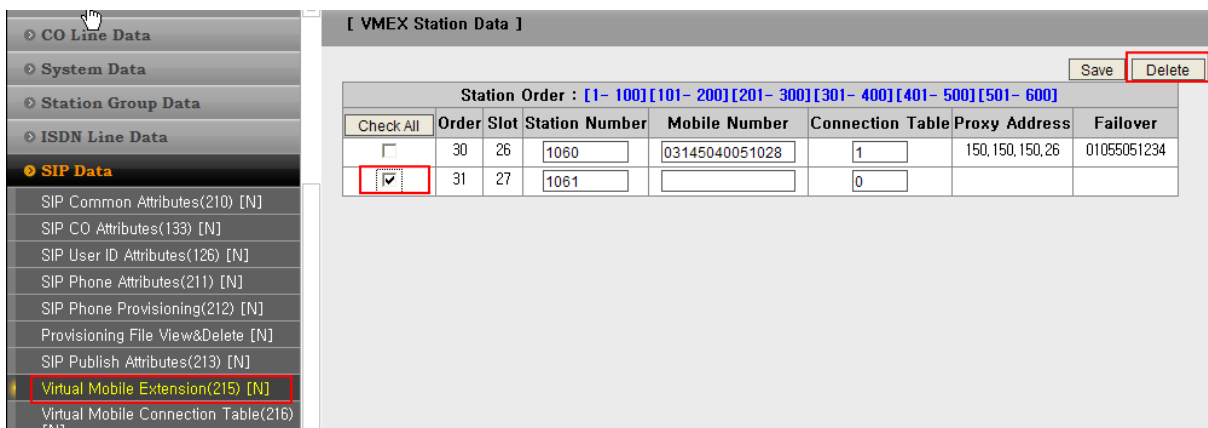 CO Line Data
System Data
Station Group Data
ISDN Line Data
SIP Data
SIP Common Attributes(210) [N]
SIP CO Attributes(133) [N]
SIP User ID Attributes(126) [N]
SIP Phone Attributes(211) [N]
SIP Phone Provisioning(212) [N]
Provisioning File View&Delete [N]
SIP Publish Attributes(213) [N]
Virtual Mobile Extension(215) [N]
Virtual Mobile Connection Table(216)
[N]
[ VMEX Station Data ]
Save Delete
Station Order : [1- 100][101- 200][201- 300][301- 400][401- 500][501- 600]
Check All Order Slot Station Number Mobile Number Connection Table Proxy Address Failover
30 26 1060 03145040051028 1 150,150,150,26 01055051234
31 27 1061 0